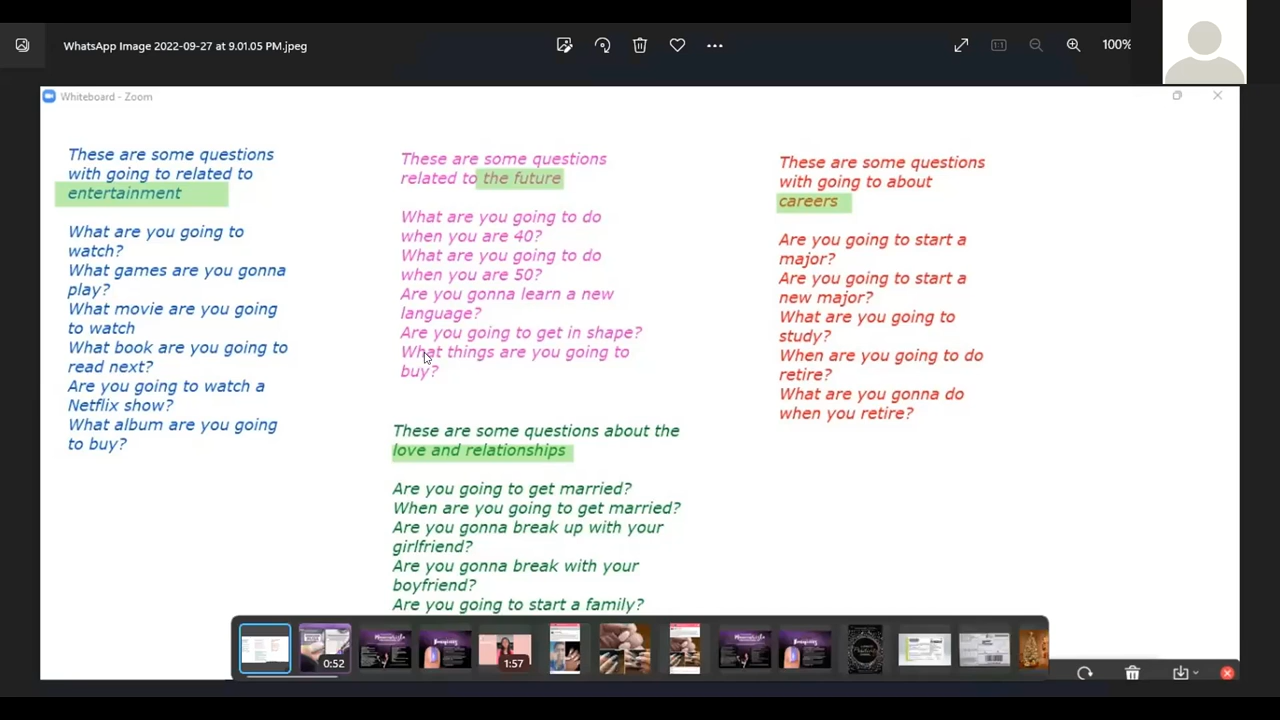 WhatsApp Image 2022-09-27 at 9.01.05 PM.jpeg
100%
Whiteboard - Zoom
These are some questions
with going to related to
entertainment
What are you going to
watch?
What games are you gonna
play?
What movie are you going
to watch
What book are you going to
read next?
Are you going to watch a
Netflix show?
What album are you going
to buy?
These are some questions
related to the future
What are you going to do
when you are 40?
What are you going to do
when you are 50?
Are you gonna learn a new
language?
Are you going to get in shape?
What things are you going to
buy?
These are some questions about the
love and relationships
Are you going to get married?
When are you going to get married?
Are you gonna break up with your
girlfriend?
Are you gonna break with your
boyfriend?
Are you going to start a family?
These are some questions
with going to about
careers
Are you going to start a
major?
Are you going to start a
new major?
What are you going to
study?
When are you going to do
retire?
What are you gonna do
when you retire?
0:52
1:57